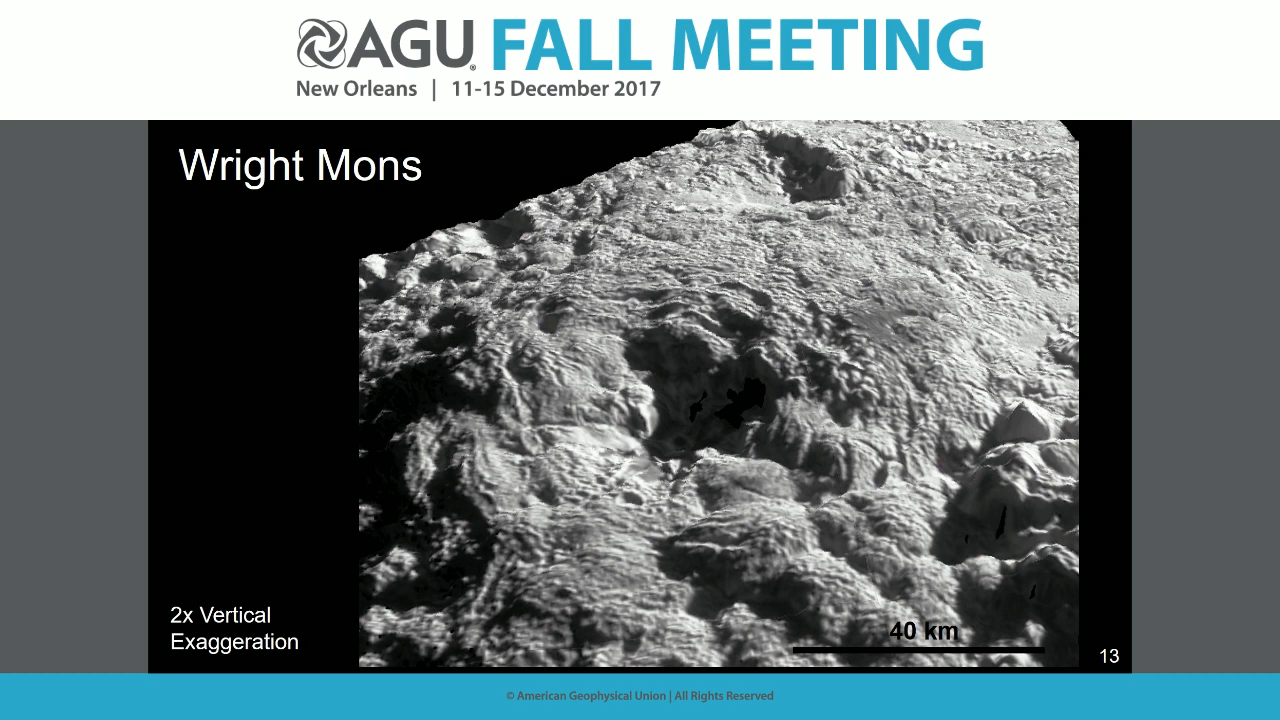 AGU FALL MEETING
New Orleans | 11-15 December 2017
Wright Mons
2x Vertical
Exaggeration
40 km
13
© American Geophysical Union | All Rights Reserved